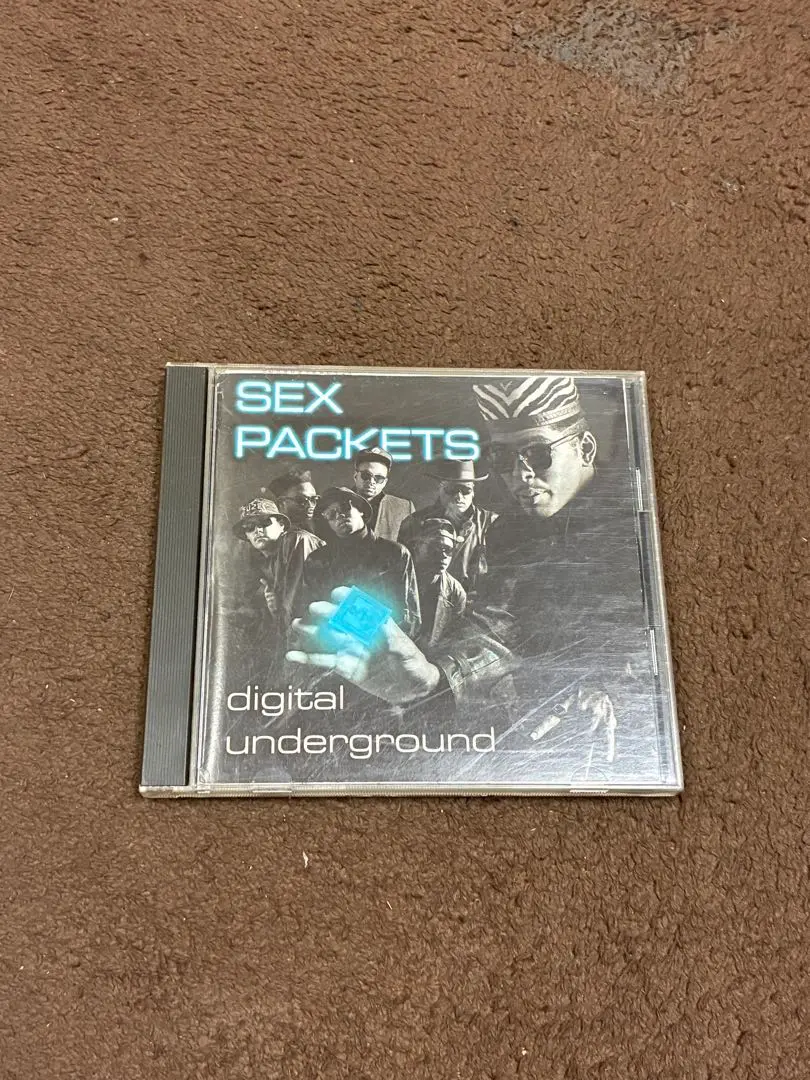 SEX
PACKETS
digital
underground